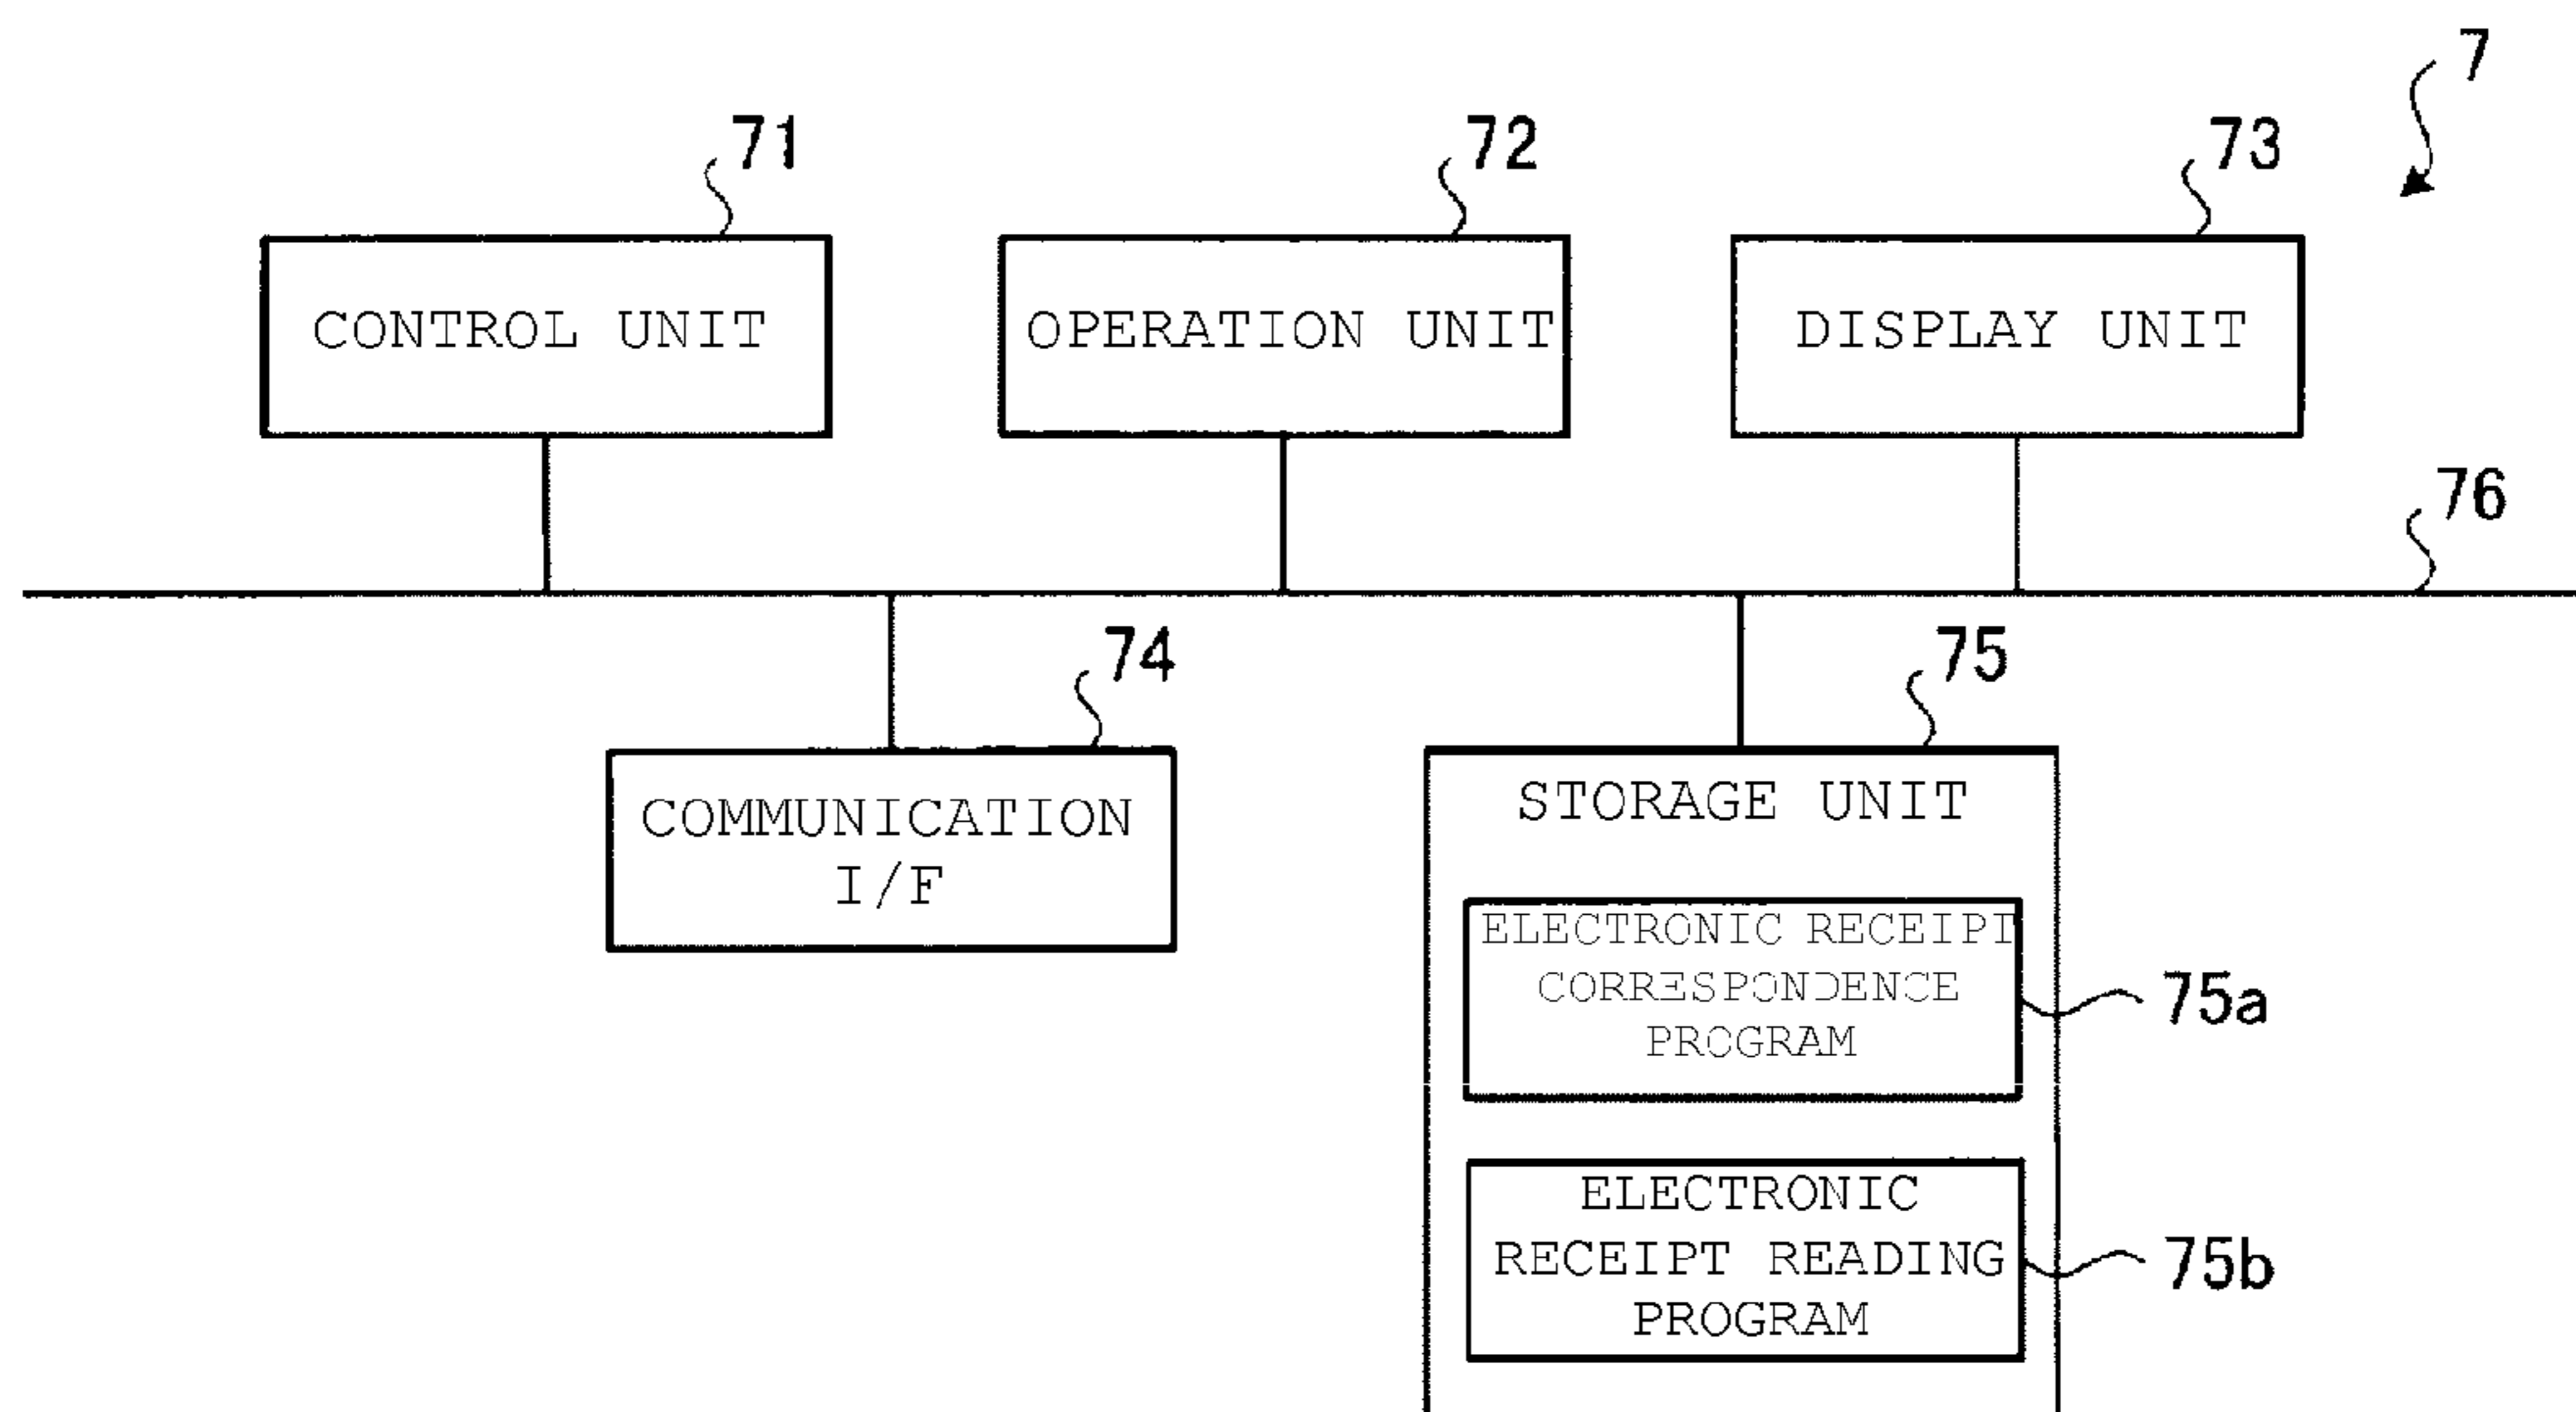 7
71
72
73
CONTROL UNIT
OPERATION UNIT
DISPLAY UNIT
76
74
75
COMMUNICATION
I/F
STORAGE UNIT
ELECTRONIC RECEIPT
CORRESPONDENCE
PROGRAM
75a
ELECTRONIC
RECEIPT READING
PROGRAM
75b